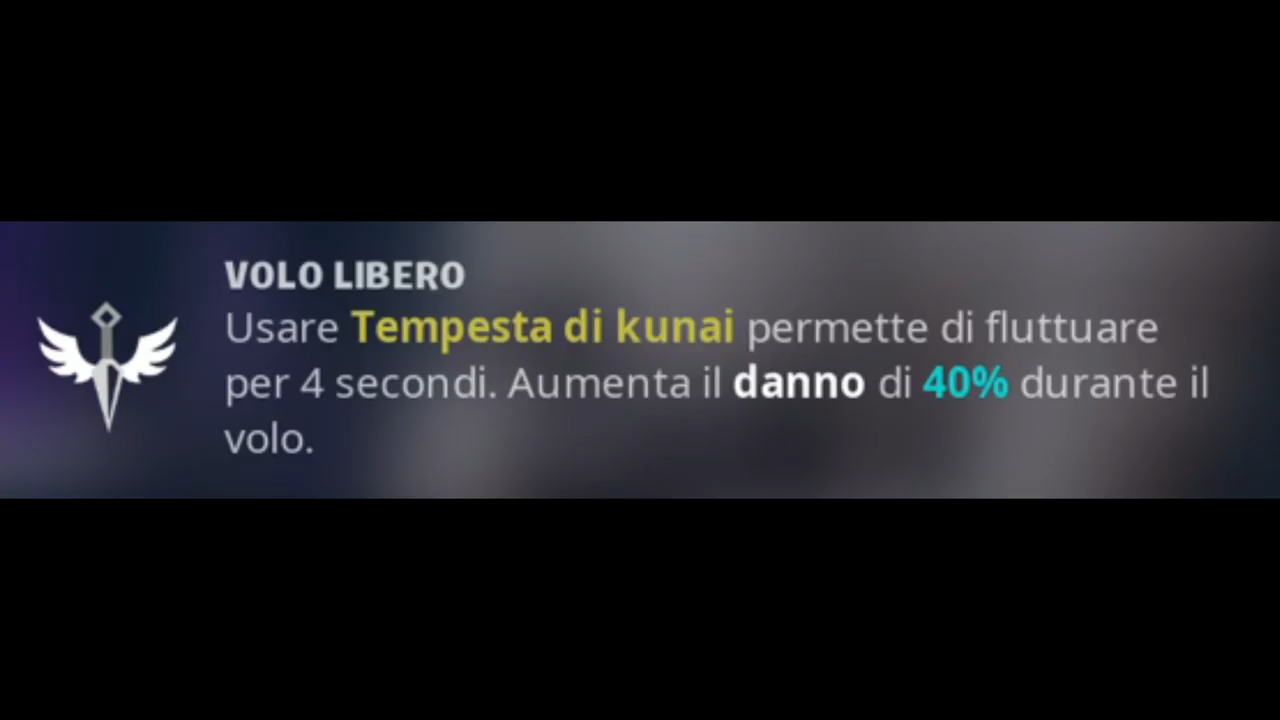 VOLO LIBERO
Usare Tempesta di kunai permette di fluttuare
per 4 secondi. Aumenta il danno di 40% durante il
volo.